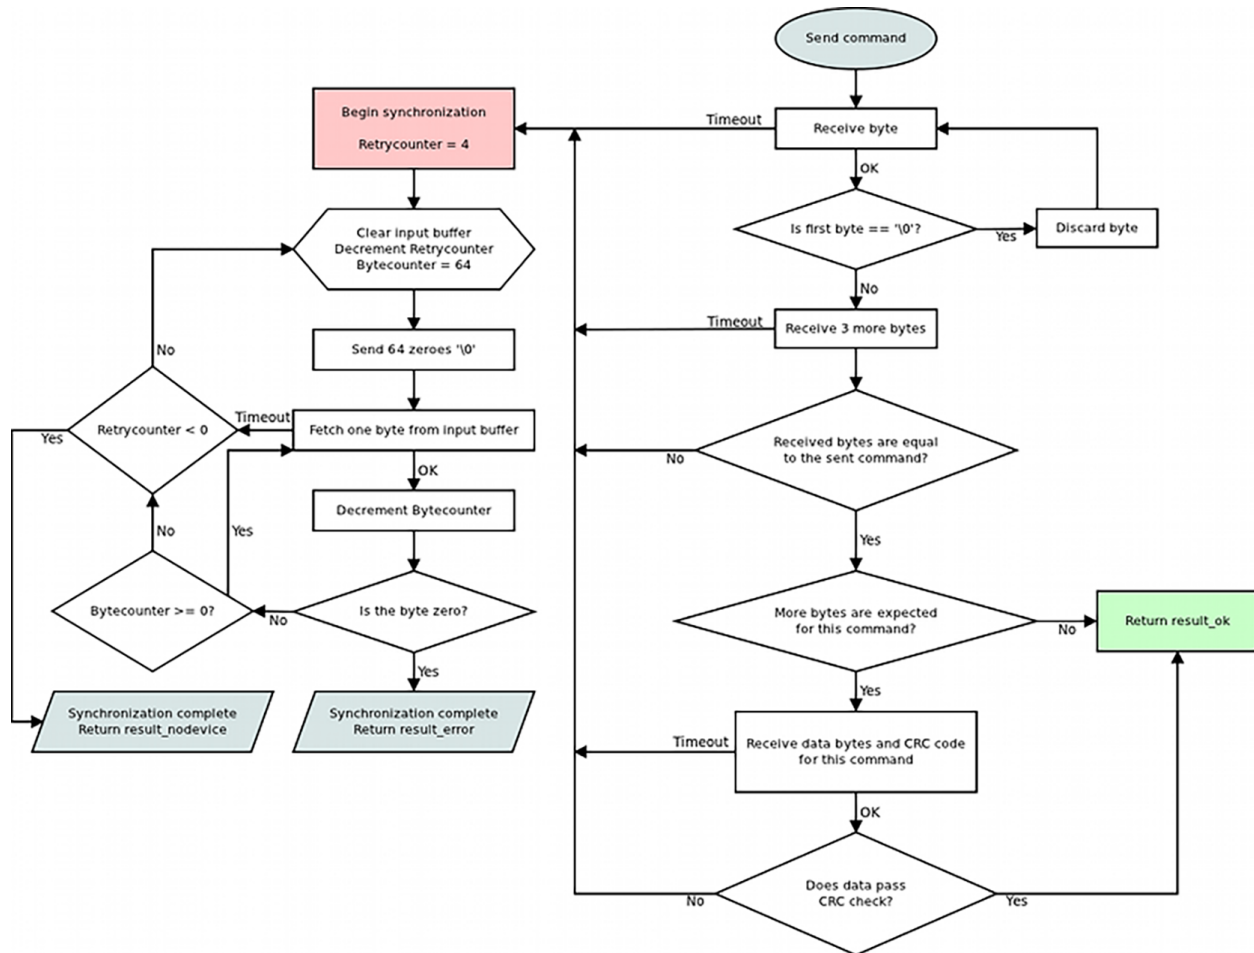 Send command
Begin synchronization
Retrycounter = 4
Timeout
Receive byte
OK
Is first byte == '\0'?
Yes
Discard byte
Clear input buffer
Decrement Retrycounter
Bytecounter = 64
No
Timeout
Receive 3 more bytes
Send 64 zeroes '\0'
No
Retrycounter < 0
Yes
Timeout
Fetch one byte from input buffer
OK
Received bytes are equal
to the sent command?
No
Yes
Decrement Bytecounter
No
Yes
Bytecounter >= 0?
No
Is the byte zero?
Yes
More bytes are expected
for this command?
No
Return result_ok
Yes
Synchronization complete
Return result_nodevice
Synchronization complete
Return result_error
Timeout
Receive data bytes and CRC code
for this command
OK
Does data pass
CRC check?
No
Yes